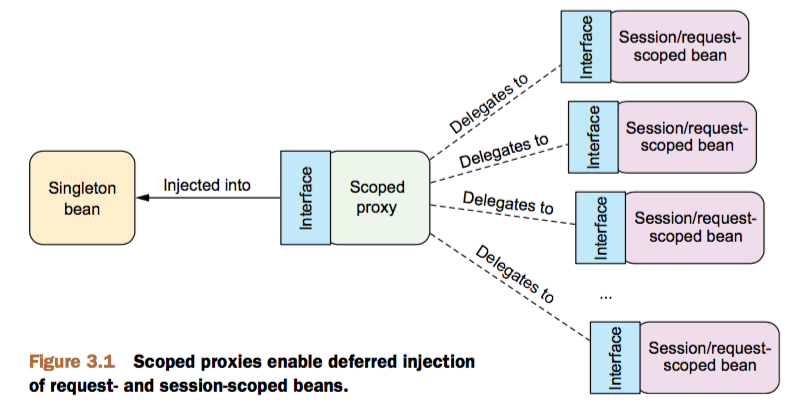 Singleton
bean
Injected into
Interface
Scoped
proxy
Delegates to
Delegates to
Delegates to
Delegates to
Interface
Session/request-
scoped bean
Interface
Session/request-
scoped bean
Interface
Session/request-
scoped bean
...
Interface
Session/request-
scoped bean
Figure 3.1 Scoped proxies enable deferred injection
of request- and session-scoped beans.